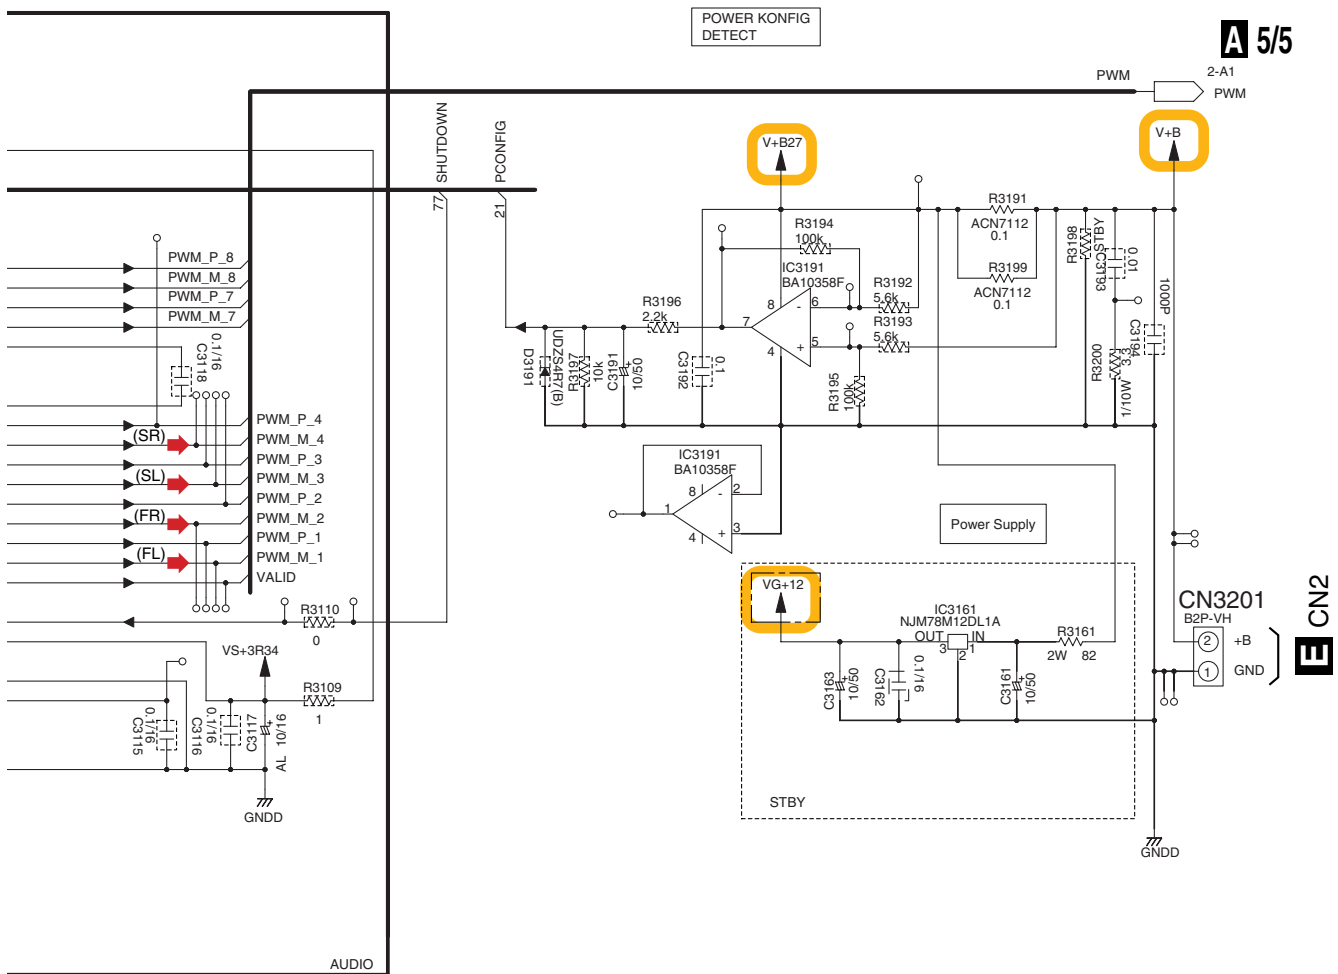 POWER KONFIG
DETECT
A 5/5
PWM
2-A1
PWM
SHUTDOWN
PCONFIG
77
21
V+B27
V+B
R3194
100k
IC3191
BA10358F
8
6
-
7
4
5
+
R3196
2.2k
R3192
5.6k
R3193
5.6k
R3191
ACN7112
0.1
R3199
ACN7112
0.1
R3198
STBY
C3193
0.01
1000P
C3194
R3200
3.3
1/10W
D3191
UDZS4R7(B)
R3197
10k
C3191
10/50
+
C3192
0.1
R3195
100k
PWM_P_8
PWM_M_8
PWM_P_7
PWM_M_7
0.1/16
C3118
PWM_P_4
(SR)
PWM_M_4
PWM_P_3
(SL)
PWM_M_3
PWM_P_2
(FR)
PWM_M_2
PWM_P_1
(FL)
PWM_M_1
VALID
IC3191
BA10358F
8
-
2
1
4
+
3
Power Supply
VG+12
IC3161
NJM78M12DL1A
OUT
IN
3
2
1
R3161
2W
82
C3163
10/50
+
C3162
0.1/16
C3161
10/50
+
STBY
CN3201
B2P-VH
2
+B
1
GND
E CN2
GNDD
R3110
0
VS+3R34
R3109
1
0.1/16
C3115
0.1/16
C3116
C3117
10/16
+
AL
GNDD
AUDIO